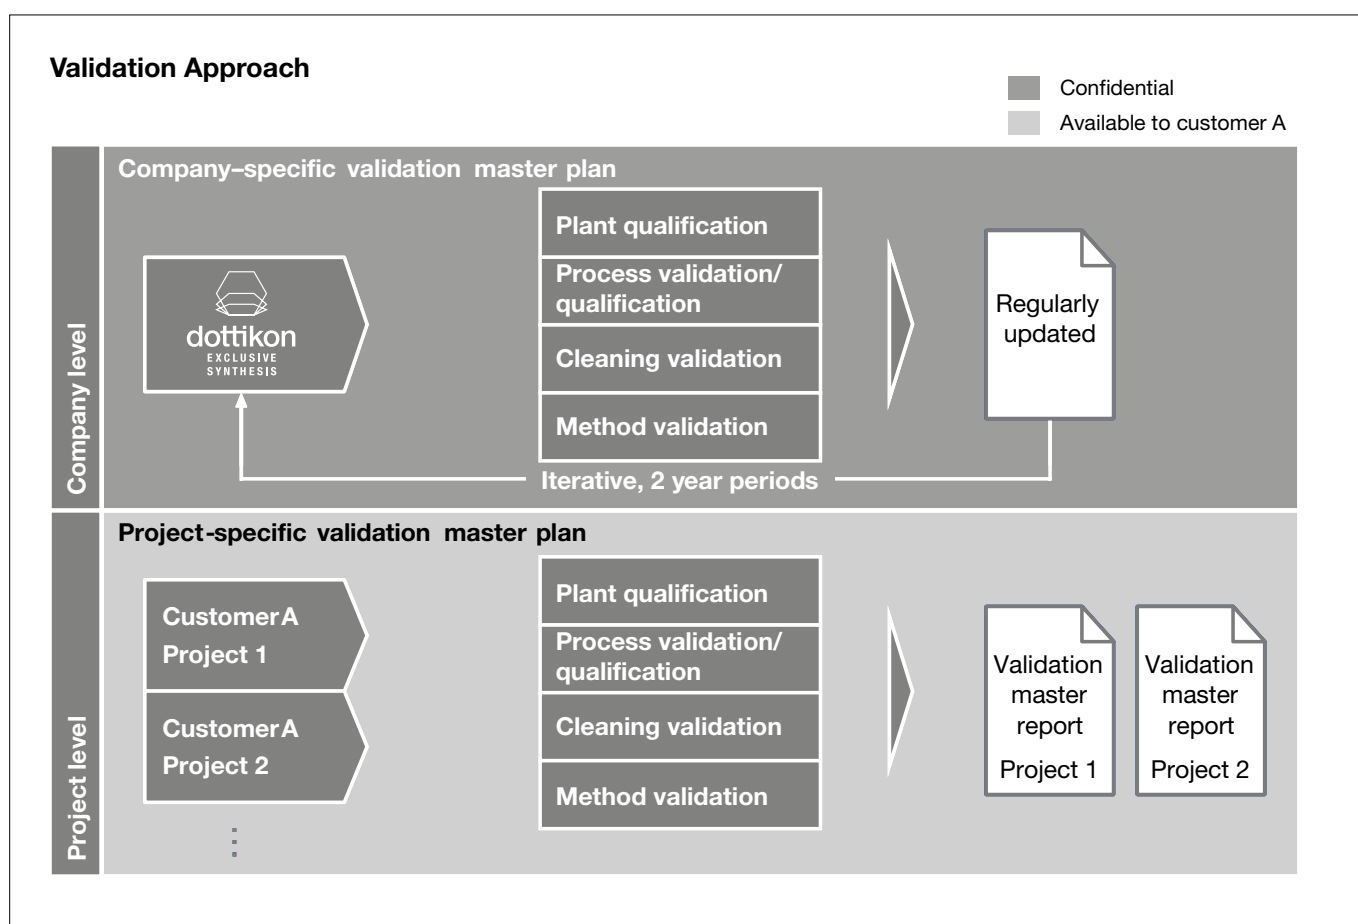 Validation Approach
Confidential
Available to customer A
Company level
Company–specific validation master plan
dottikon
EXCLUSIVE
SYNTHESIS
Plant qualification
Process validation/
qualification
Cleaning validation
Method validation
Regularly
updated
Iterative, 2 year periods
Project level
Project-specific validation master plan
Customer A
Project 1
Customer A
Project 2
Plant qualification
Process validation/
qualification
Cleaning validation
Method validation
Validation
master
report
Project 1
Validation
master
report
Project 2